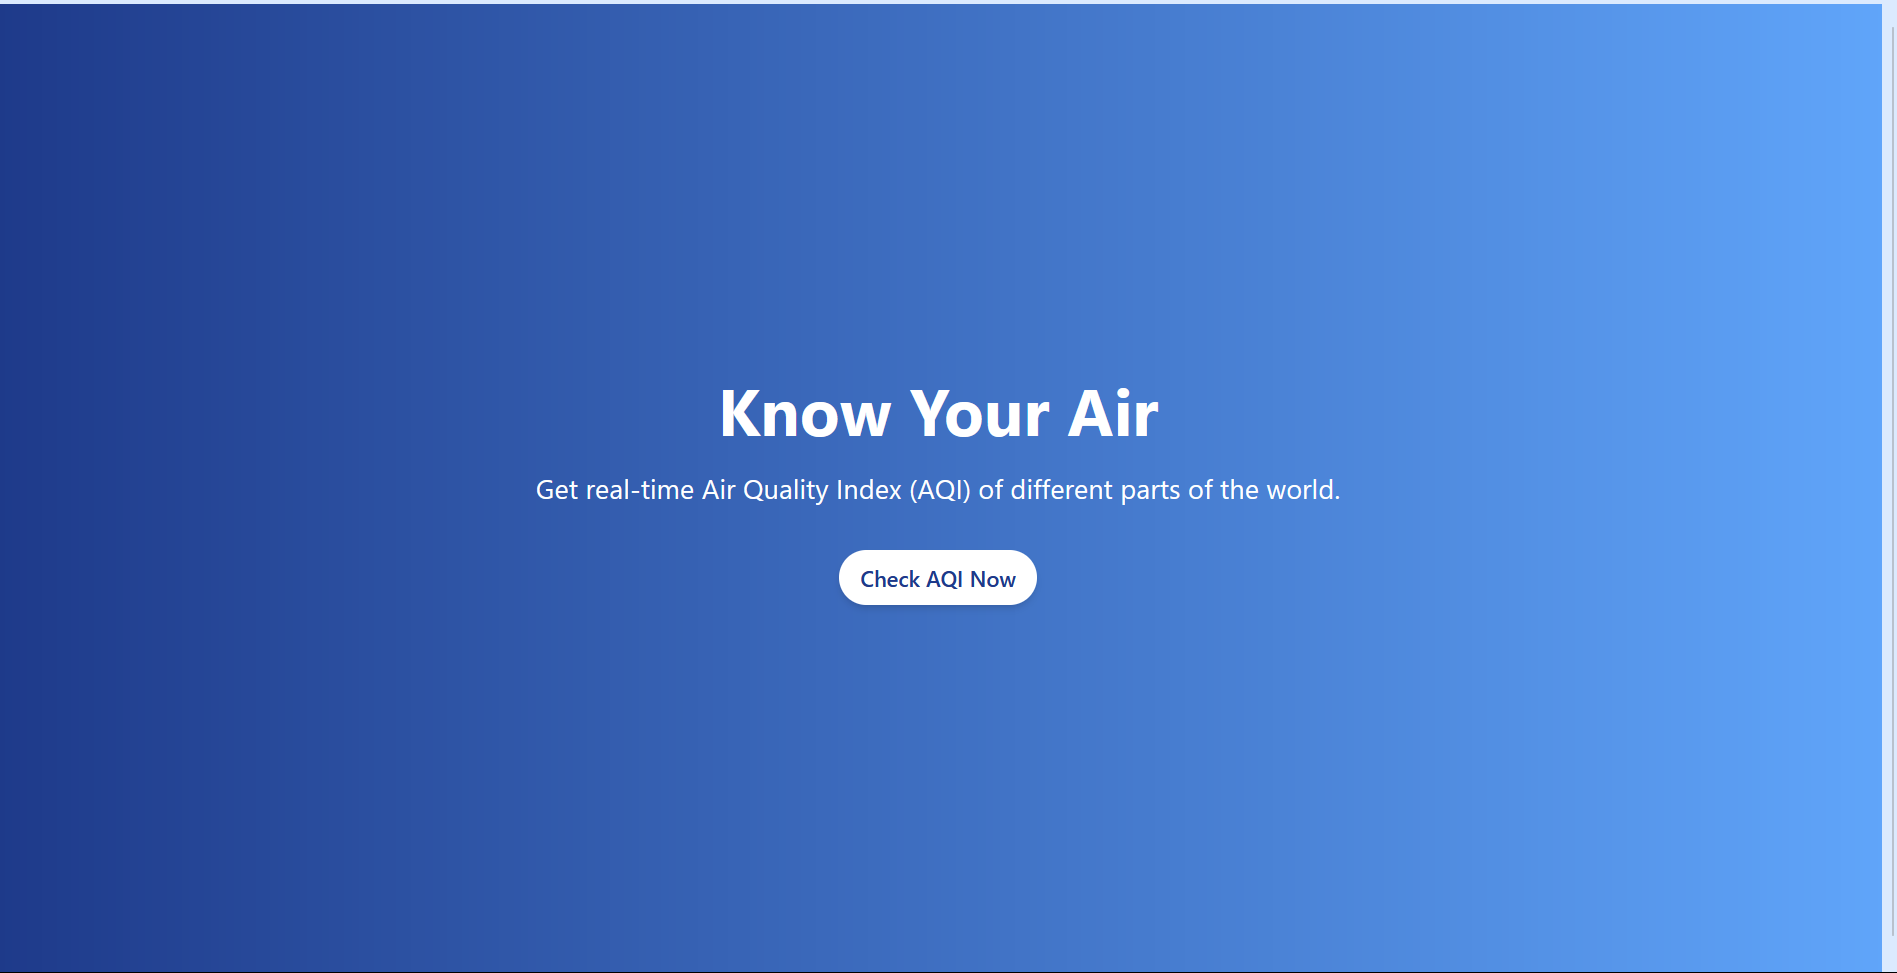 Know Your Air
Get real-time Air Quality Index (AQI) of different parts of the world.
Check AQI Now